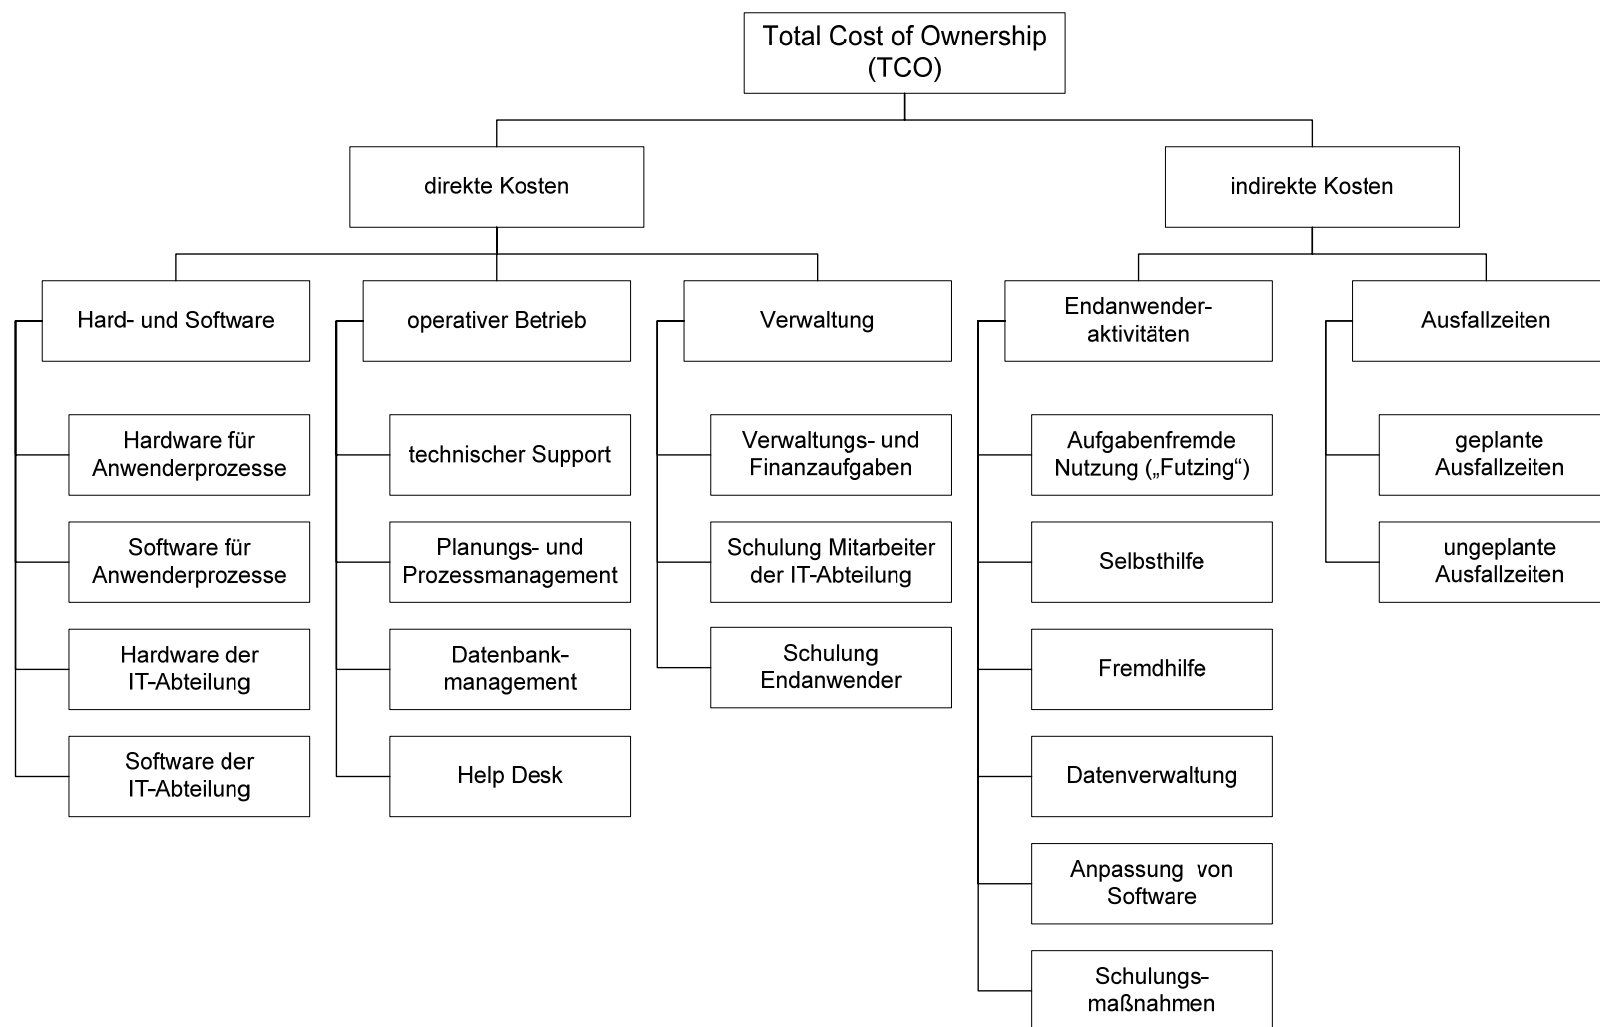 Total Cost of Ownership
(TCO)
direkte Kosten
indirekte Kosten
Hard- und Software
operativer Betrieb
Verwaltung
Endanwender-
aktivitäten
Ausfallzeiten
Hardware für
Anwenderprozesse
technischer Support
Verwaltungs- und
Finanzaufgaben
Aufgabenfremde
Nutzung („Futzing“)
geplante
Ausfallzeiten
Software für
Anwenderprozesse
Planungs- und
Prozessmanagement
Schulung Mitarbeiter
der IT-Abteilung
Selbsthilfe
ungeplante
Ausfallzeiten
Hardware der
IT-Abteilung
Datenbank-
management
Schulung
Endanwender
Fremdhilfe
Software der
IT-Abteilung
Help Desk
Datenverwaltung
Anpassung von
Software
Schulungs-
maßnahmen